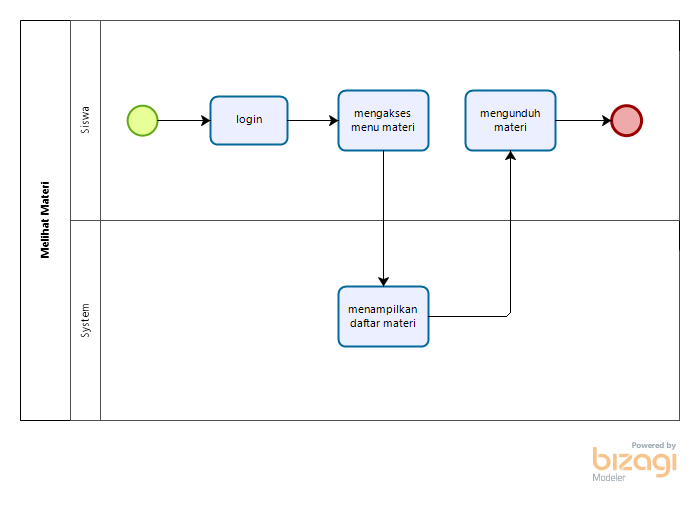 Melihat Materi
Siswa
login
mengakses
menu materi
mengunduh
materi
System
menampilkan
daftar materi
Powered by
bizagi
Modeler